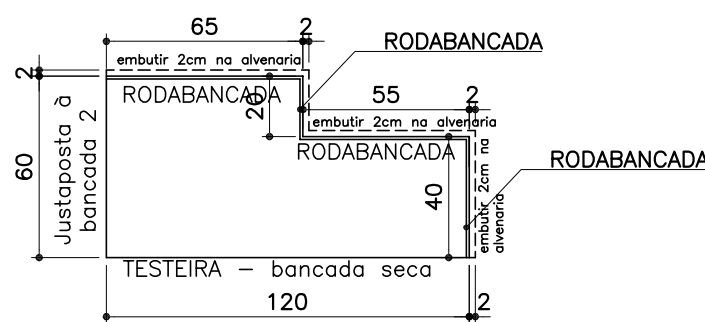 65
2
RODABANCADA
embutir 2cm na alvenaria
2
RODABANCADA
20
55
2
embutir 2cm na alvenaria
RODABANCADA
RODABANCADA
60
Justaposta à
bancada 2
40
embutir 2cm na
alvenaria
TESTEIRA – bancada seca
120
2